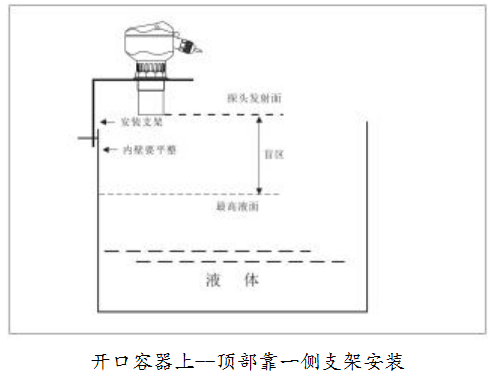 探头发射面
安装支架
内壁要平整
盲区
最高液面
液 体
开口容器上--顶部靠一侧支架安装